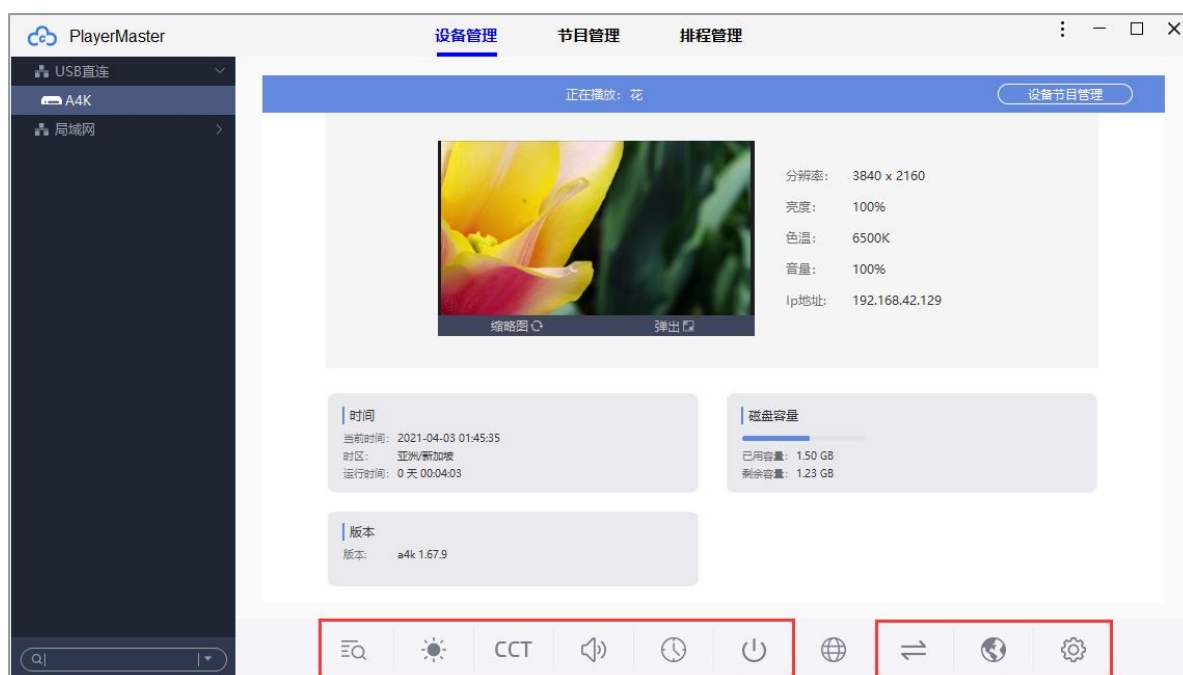 PlayerMaster
设备管理 节目管理 排程管理
USB直连
A4K
局域网
正在播放: 花
设备节目管理
分辨率: 3840 x 2160
亮度: 100%
色温: 6500K
音量: 100%
Ip地址: 192.168.42.129
缩略图 弹出
时间
当前时间: 2021-04-03 01:45:35
时区: 亚洲/新加坡
运行时间: 0 天 00:04:03
磁盘容量
已用容量: 1.50 GB
剩余容量: 1.23 GB
版本
版本: a4k 1.67.9
CCT